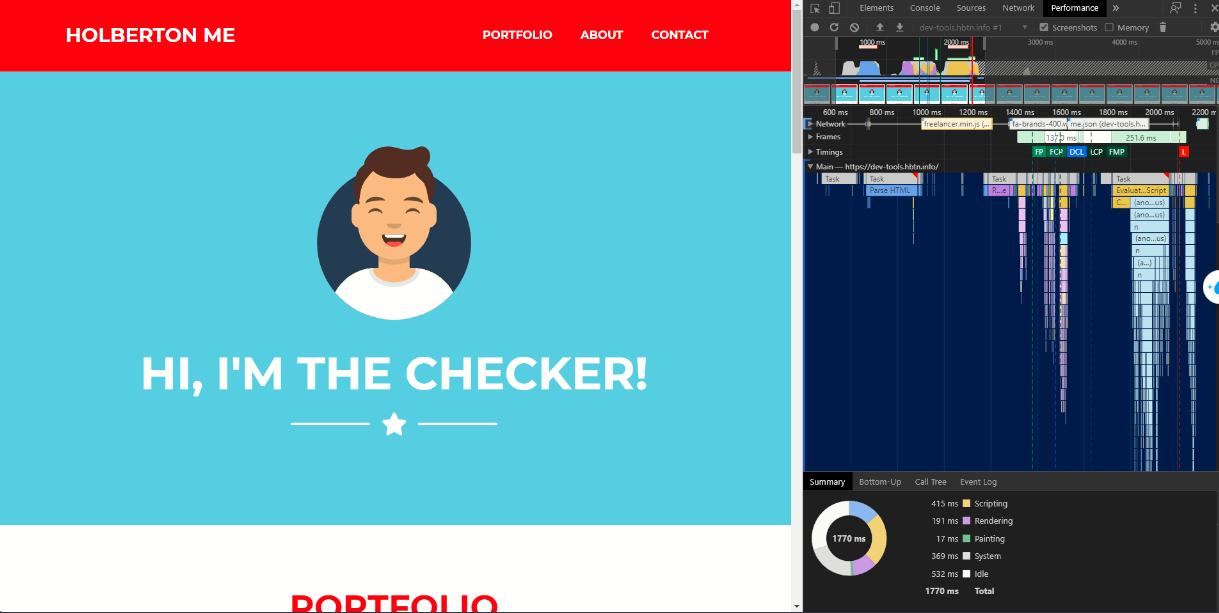 HOLBERTON ME
PORTFOLIO ABOUT CONTACT
HI, I'M THE CHECKER!
PORTFOLIO
Elements Console Sources Network Performance »
dev-tools.hbtn.info #1 Screenshots Memory
1000 ms 2000 ms 3000 ms 4000 ms 5000 ms
600 ms 800 ms 1000 ms 1200 ms 1400 ms 1600 ms 1800 ms 2000 ms 2200 m
Network freelancer.min.js (... fa-brands-400.w me.json (dev-tools.h...
Frames 251.6 ms
Timings FP FCP DCL LCP FMP L
Main — https://dev-tools.hbtn.info/
Task Task Task Task
Parse HTML R...e Evaluat...Script
C... (ano...us)
(ano...us)
n
(ano...us)
n
(a...)
n
Summary Bottom-Up Call Tree Event Log
415 ms Scripting
191 ms Rendering
17 ms Painting
369 ms System
532 ms Idle
1770 ms Total
1770 ms